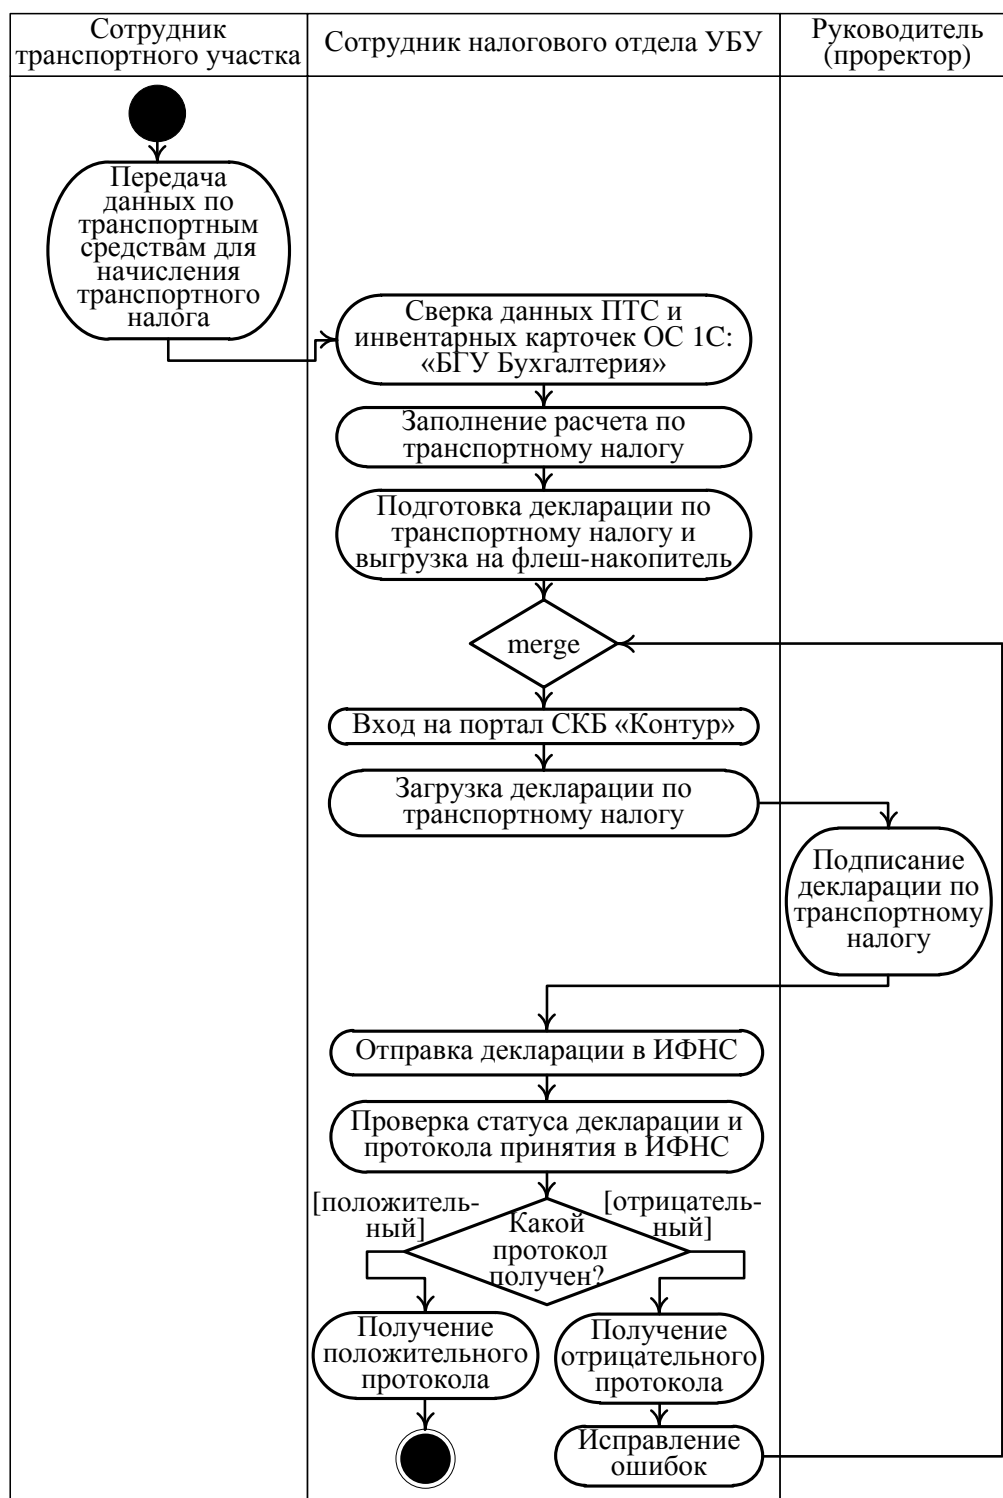 Сотрудник
транспортного участка
Сотрудник налогового отдела УБУ
Руководитель
(проректор)
Передача
данных по
транспортным
средствам для
начисления
транспортного
налога
Сверка данных ПТС и
инвентарных карточек ОС 1С:
«БГУ Бухгалтерия»
Заполнение расчета по
транспортному налогу
Подготовка декларации по
транспортному налогу и
выгрузка на флеш-накопитель
merge
Вход на портал СКБ «Контур»
Загрузка декларации по
транспортному налогу
Подписание
декларации по
транспортному
налогу
Отправка декларации в ИФНС
Проверка статуса декларации и
протокола принятия в ИФНС
[положитель-
ный]
Какой
протокол
получен?
[отрицатель-
ный]
Получение
положительного
протокола
Получение
отрицательного
протокола
Исправление
ошибок